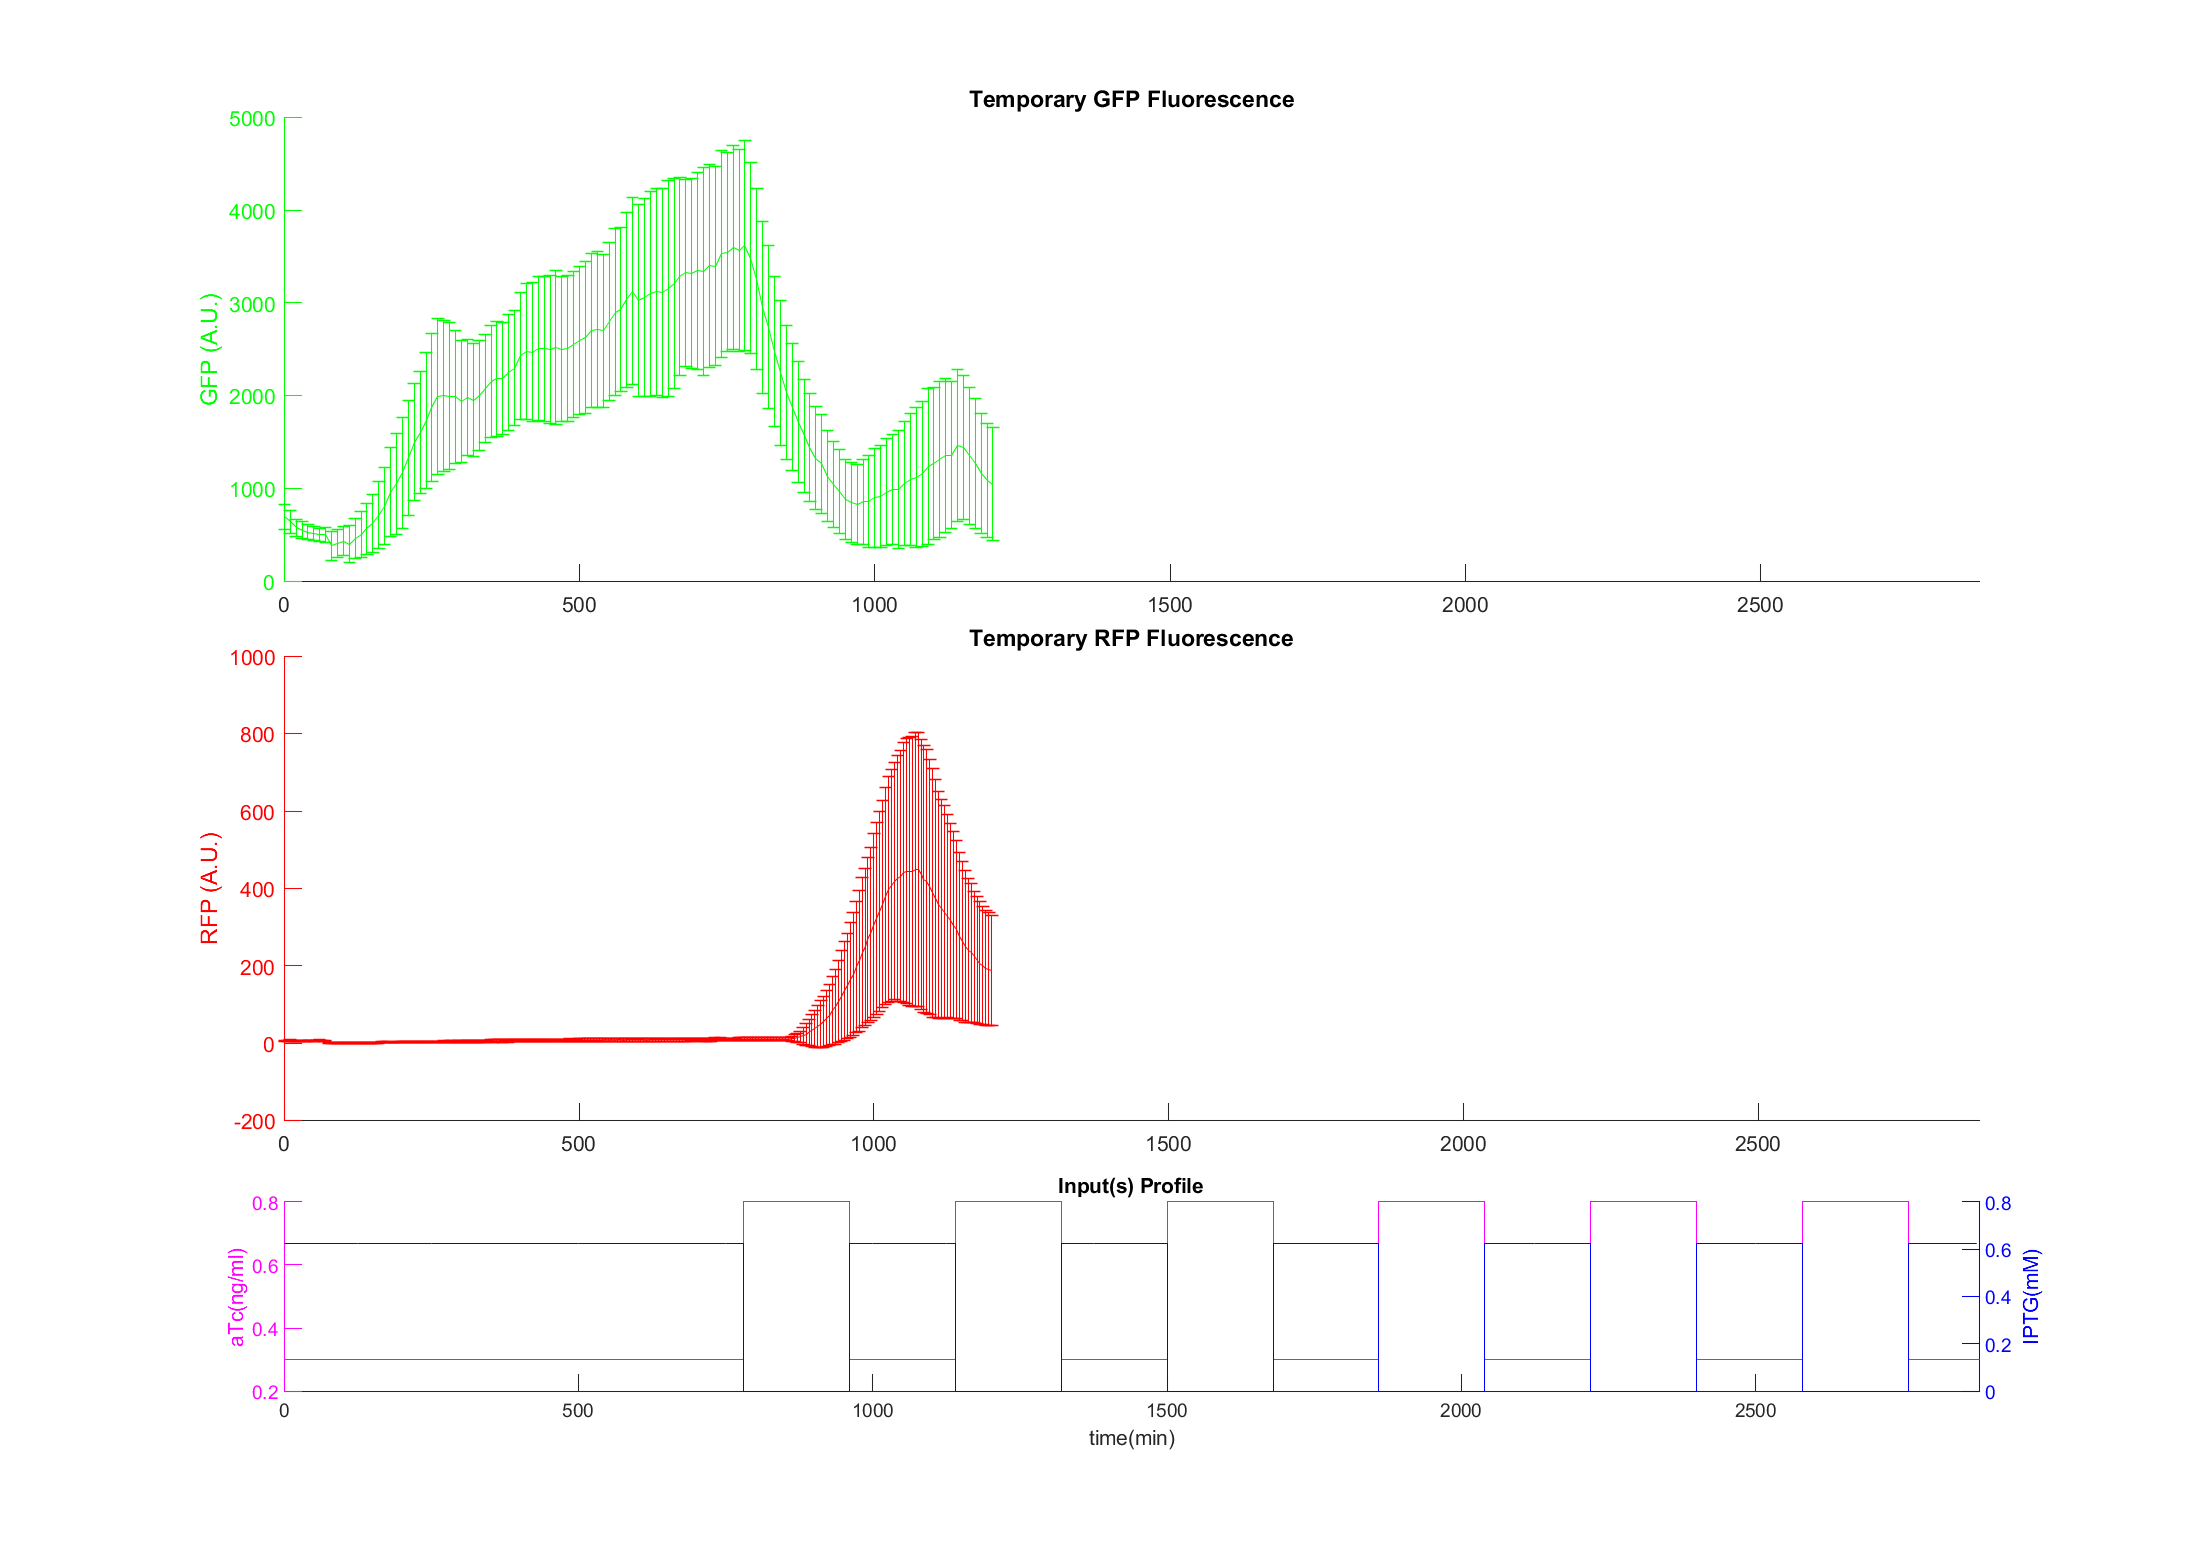 Temporary GFP Fluorescence
5000
4000
3000
2000
1000
0
GFP (A.U.)
0 500 1000 1500 2000 2500
Temporary RFP Fluorescence
1000
800
600
400
200
0
-200
RFP (A.U.)
0 500 1000 1500 2000 2500
Input(s) Profile
0.8
0.6
0.4
0.2
aTc(ng/ml)
0.8
0.6
0.4
0.2
0
IPTG(mM)
0 500 1000 1500 2000 2500
time(min)